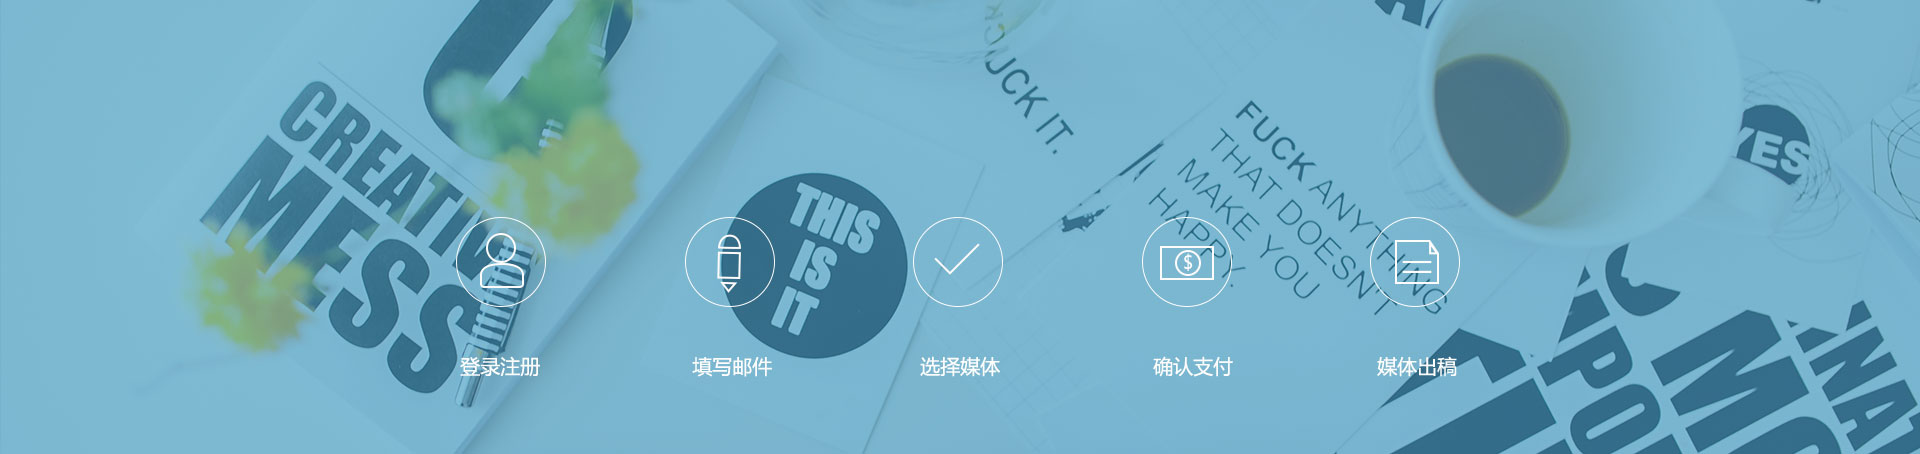 CREATIV
MESS
THIS
IS
IT
UCK IT.
FUCK ANYTHING
THAT DOESN'T
MAKE YOU
HAPPY.
YES
登录注册
填写邮件
选择媒体
确认支付
媒体出稿